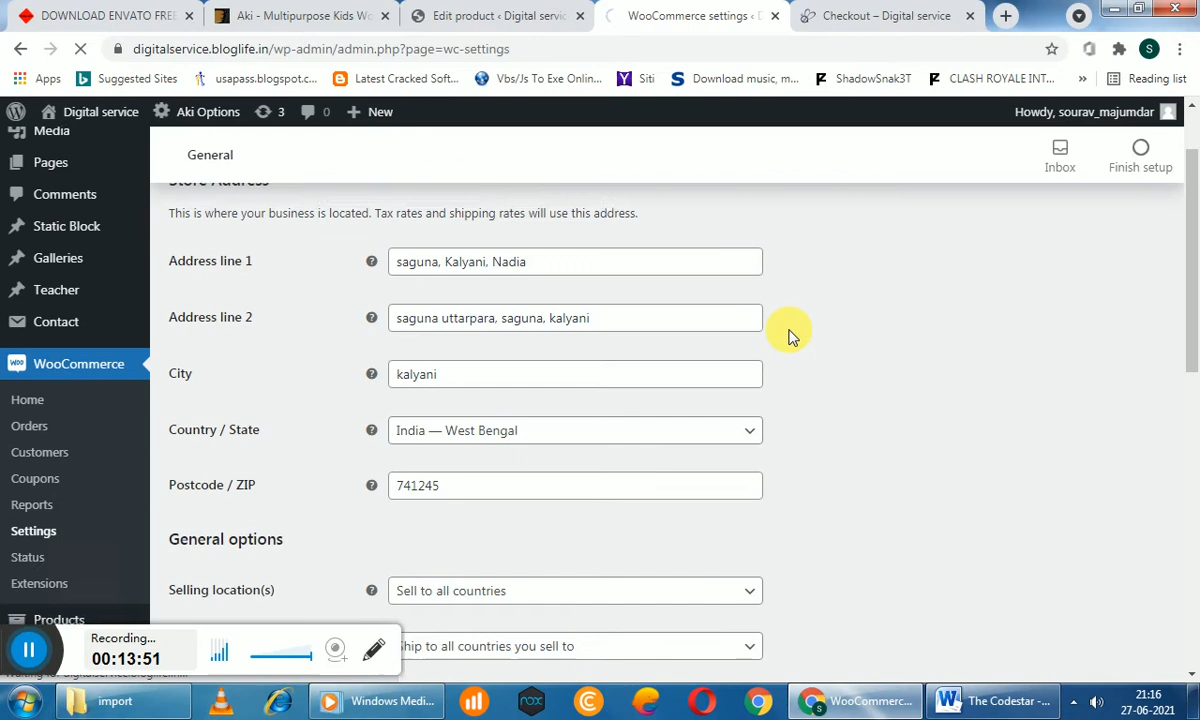 DOWNLOAD ENVATO FREE
Aki - Multipurpose Kids Wo
Edit product ‹ Digital servic
WooCommerce settings ‹ D
Checkout – Digital service
digitalservice.bloglife.in/wp-admin/admin.php?page=wc-settings
Apps
Suggested Sites
usapass.blogspot.c...
Latest Cracked Soft...
Vbs/Js To Exe Onlin...
Siti
Download music, m...
ShadowSnak3T
CLASH ROYALE INT...
»
Reading list
Digital service
Aki Options
3
0
New
Howdy, sourav_majumdar
Media
Pages
Comments
Static Block
Galleries
Teacher
Contact
WooCommerce
Home
Orders
Customers
Coupons
Reports
Settings
Status
Extensions
Products
General
Inbox
Finish setup
Store Address
This is where your business is located. Tax rates and shipping rates will use this address.
Address line 1
saguna, Kalyani, Nadia
Address line 2
saguna uttarpara, saguna, kalyani
City
kalyani
Country / State
India — West Bengal
Postcode / ZIP
741245
General options
Selling location(s)
Sell to all countries
Ship to all countries you sell to
Recording...
00:13:51
import
Windows Medi...
WooCommerc...
The Codestar -...
21:16
27-06-2021